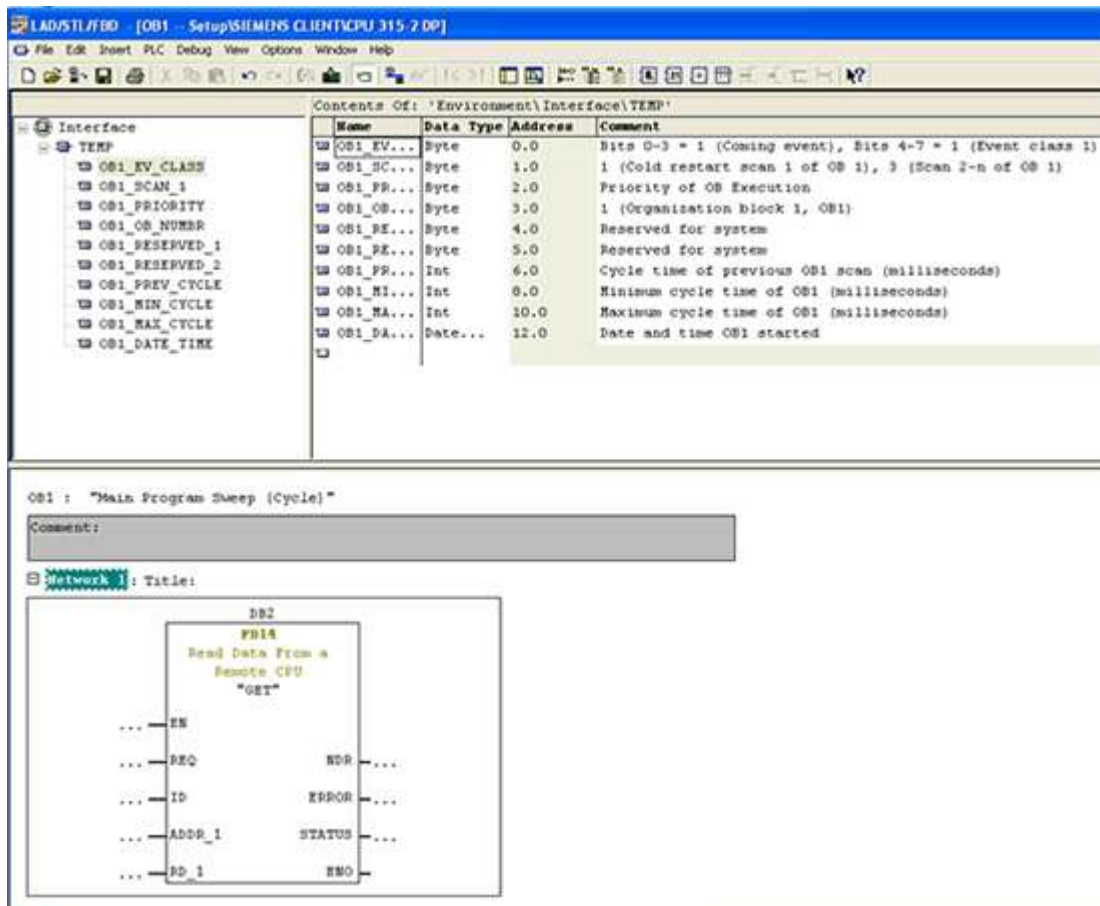 LAD/STL/FBD - [OB1 -- Setup\SIEMENS CLIENT\CPU 315-2 DP]
File Edit Insert PLC Debug View Options Window Help
Contents Of: 'Environment\Interface\TEMP'
Interface
TEMP
OB1_EV_CLASS
OB1_SCAN_1
OB1_PRIORITY
OB1_OB_NUMBR
OB1_RESERVED_1
OB1_RESERVED_2
OB1_PREV_CYCLE
OB1_MIN_CYCLE
OB1_MAX_CYCLE
OB1_DATE_TIME
Name Data Type Address Comment
OB1_EV... Byte 0.0 Bits 0-3 = 1 (Coming event), Bits 4-7 = 1 (Event class 1)
OB1_SC... Byte 1.0 1 (Cold restart scan 1 of OB 1), 3 (Scan 2-n of OB 1)
OB1_PR... Byte 2.0 Priority of OB Execution
OB1_OB... Byte 3.0 1 (Organization block 1, OB1)
OB1_RE... Byte 4.0 Reserved for system
OB1_RE... Byte 5.0 Reserved for system
OB1_PR... Int 6.0 Cycle time of previous OB1 scan (milliseconds)
OB1_MI... Int 8.0 Minimum cycle time of OB1 (milliseconds)
OB1_MA... Int 10.0 Maximum cycle time of OB1 (milliseconds)
OB1_DA... Date... 12.0 Date and time OB1 started
OB1 : "Main Program Sweep (Cycle)"
Comment:
Network 1: Title:
DB2
FB14
Read Data From a
Remote CPU
"GET"
... EN
... REQ NDR ...
... ID ERROR ...
... ADDR_1 STATUS ...
... RD_1 ENO